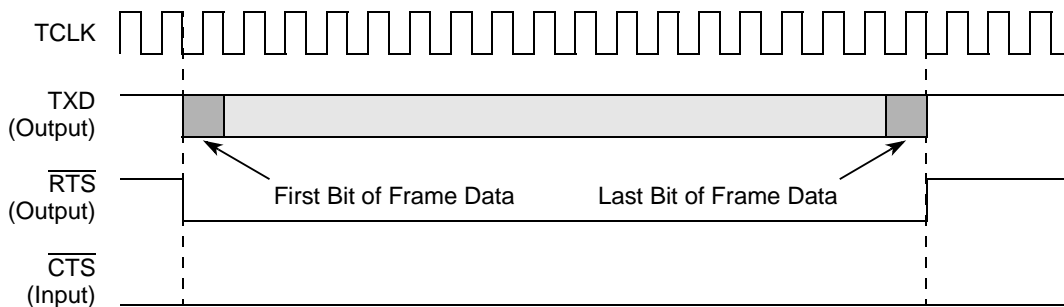 TCLK
TXD
(Output)
RTS
(Output)
First Bit of Frame Data
Last Bit of Frame Data
CTS
(Input)